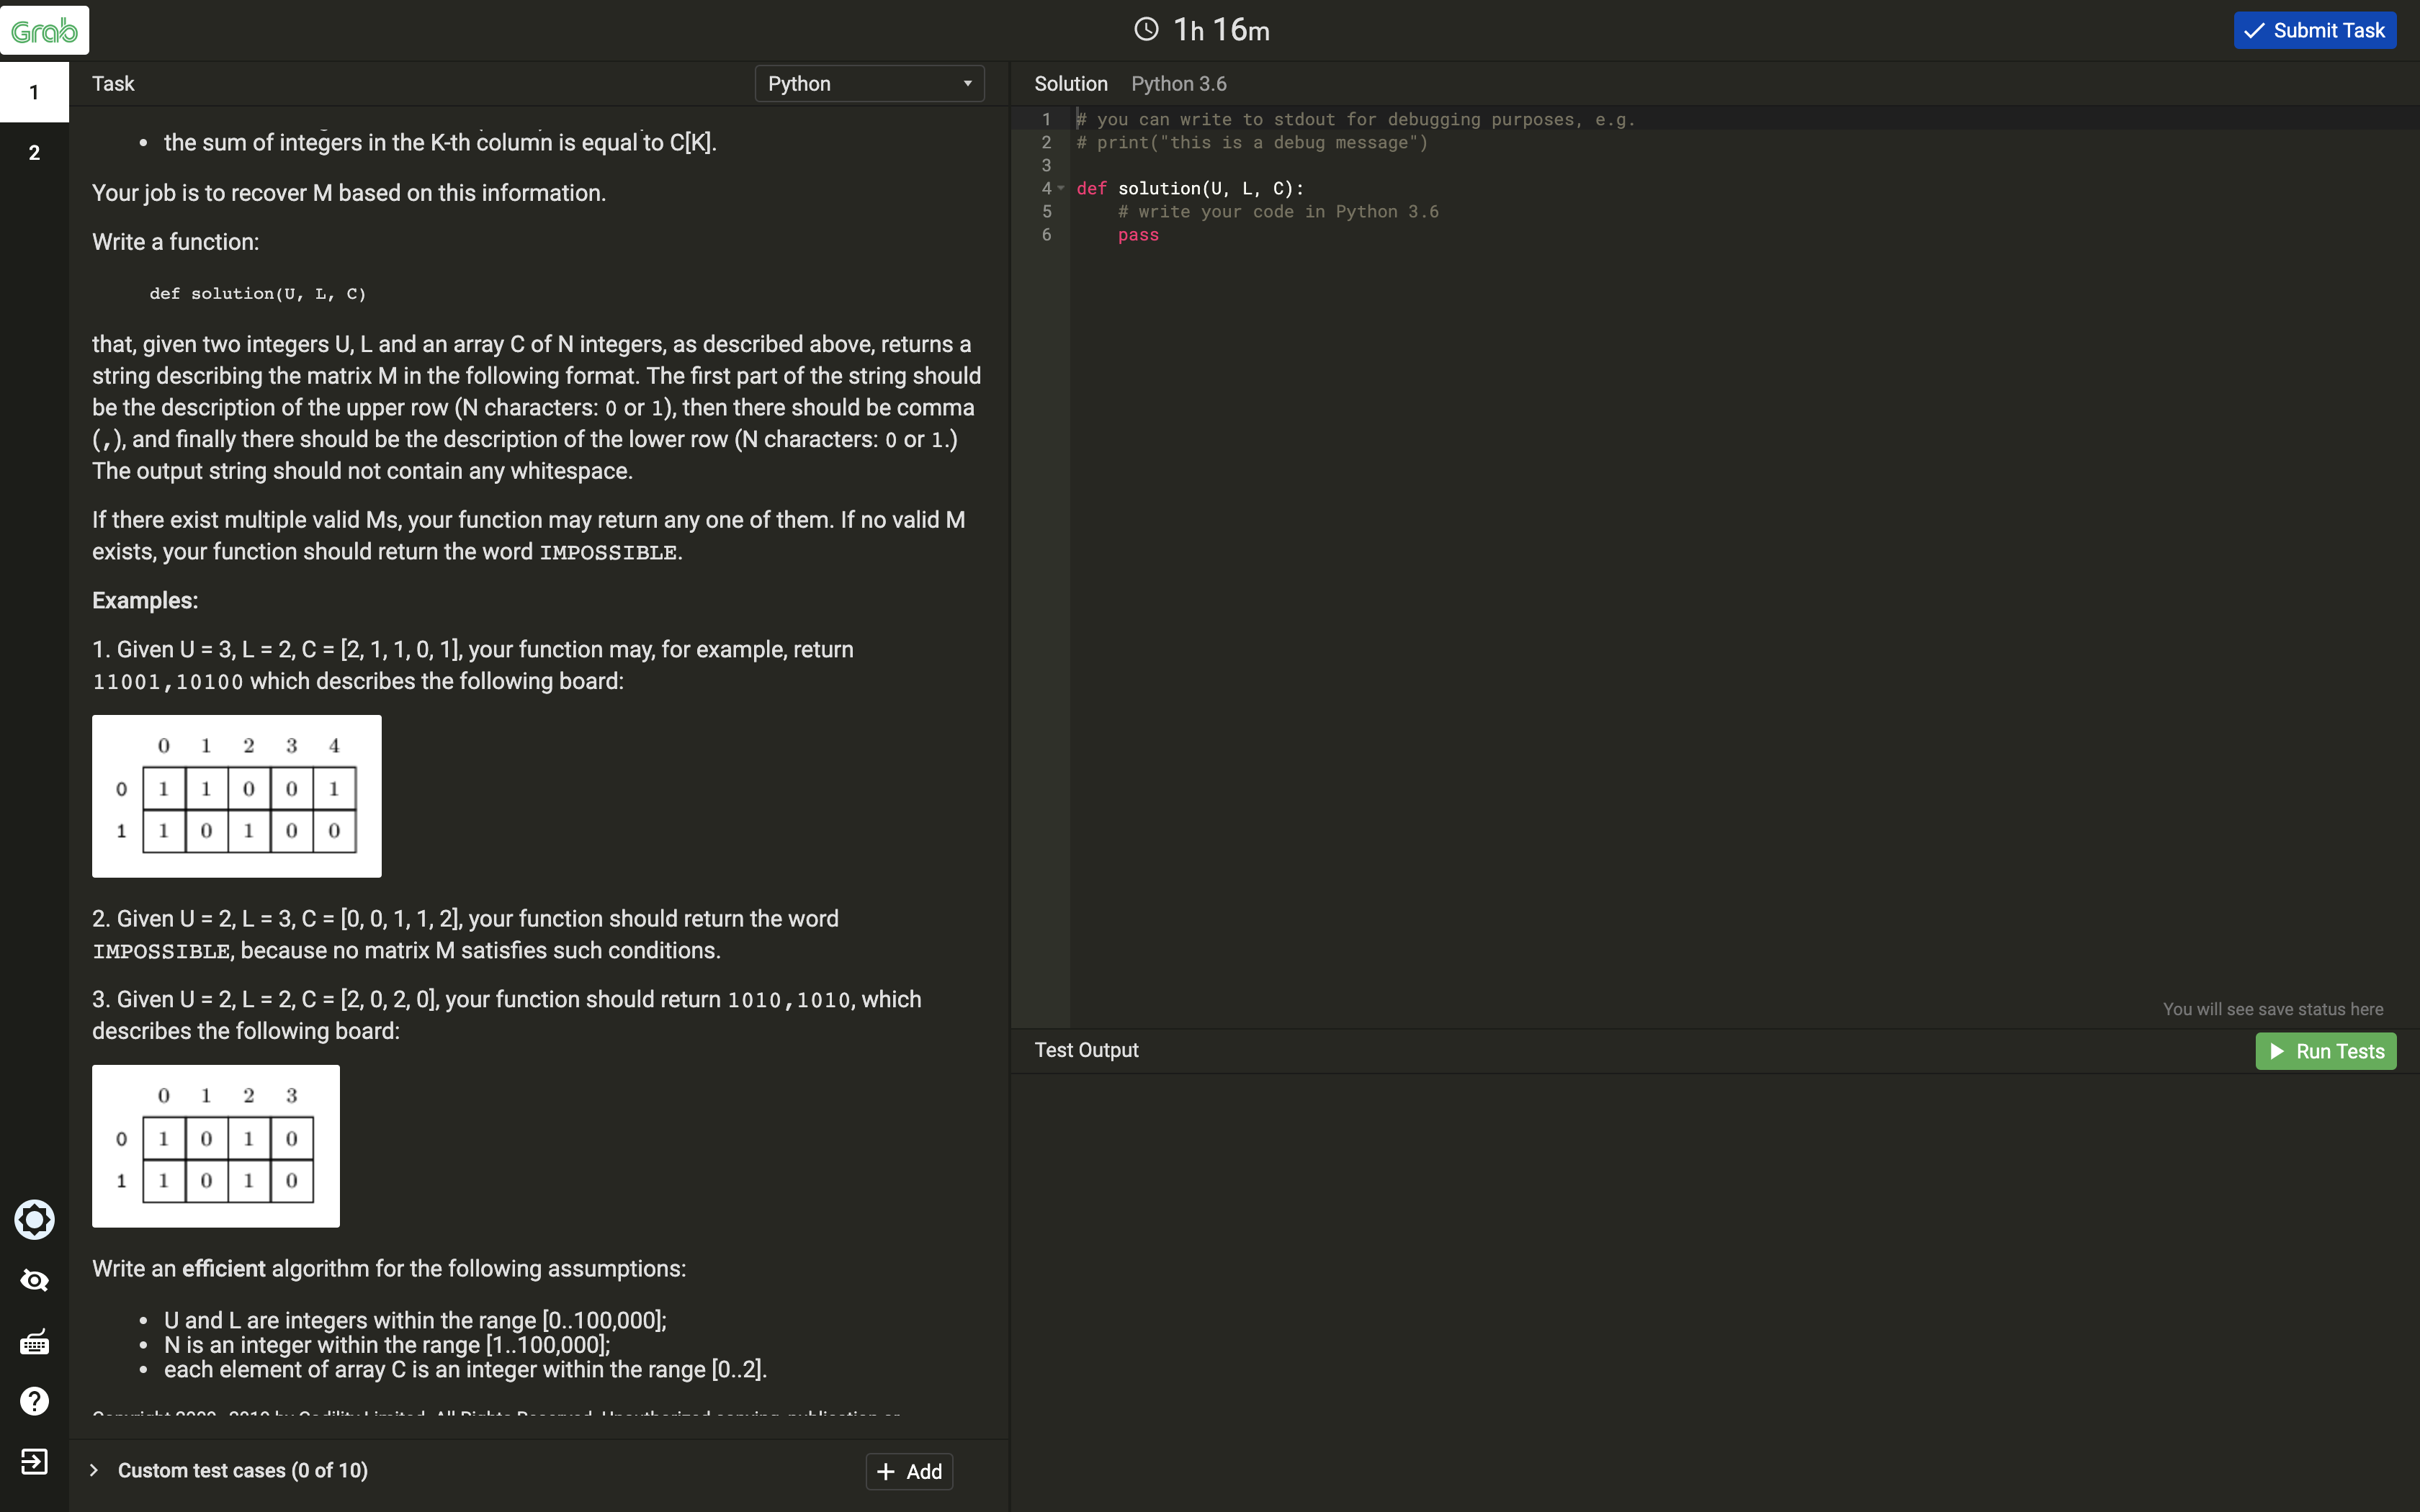 Grab
1h 16m
Submit Task
1
2
Task
Python
Solution Python 3.6
• the sum of integers in the K-th column is equal to C[K].
Your job is to recover M based on this information.
Write a function:
def solution(U, L, C)
that, given two integers U, L and an array C of N integers, as described above, returns a
string describing the matrix M in the following format. The first part of the string should
be the description of the upper row (N characters: 0 or 1), then there should be comma
(,), and finally there should be the description of the lower row (N characters: 0 or 1.)
The output string should not contain any whitespace.
If there exist multiple valid Ms, your function may return any one of them. If no valid M
exists, your function should return the word IMPOSSIBLE.
Examples:
1. Given U = 3, L = 2, C = [2, 1, 1, 0, 1], your function may, for example, return
11001,10100 which describes the following board:
0 1 2 3 4
0 1 1 0 0 1
1 1 0 1 0 0
2. Given U = 2, L = 3, C = [0, 0, 1, 1, 2], your function should return the word
IMPOSSIBLE, because no matrix M satisfies such conditions.
3. Given U = 2, L = 2, C = [2, 0, 2, 0], your function should return 1010,1010, which
describes the following board:
0 1 2 3
0 1 0 1 0
1 1 0 1 0
Write an efficient algorithm for the following assumptions:
• U and L are integers within the range [0..100,000];
• N is an integer within the range [1..100,000];
• each element of array C is an integer within the range [0..2].
Custom test cases (0 of 10)
+ Add
1 # you can write to stdout for debugging purposes, e.g.
2 # print("this is a debug message")
3
4 def solution(U, L, C):
5 # write your code in Python 3.6
6 pass
You will see save status here
Test Output
Run Tests